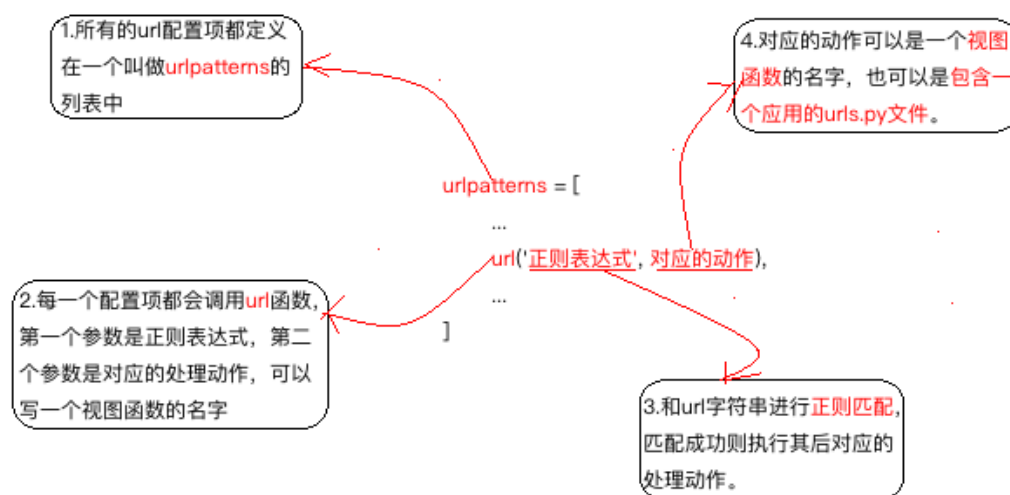 1.所有的url配置项都定义
在一个叫做urlpatterns的
列表中
4.对应的动作可以是一个视图
函数的名字，也可以是包含一
个应用的urls.py文件。
urlpatterns = [
...
url('正则表达式', 对应的动作),
...
]
2.每一个配置项都会调用url函数,
第一个参数是正则表达式，第二
个参数是对应的处理动作，可以
写一个视图函数的名字
3.和url字符串进行正则匹配,
匹配成功则执行其后对应的
处理动作。